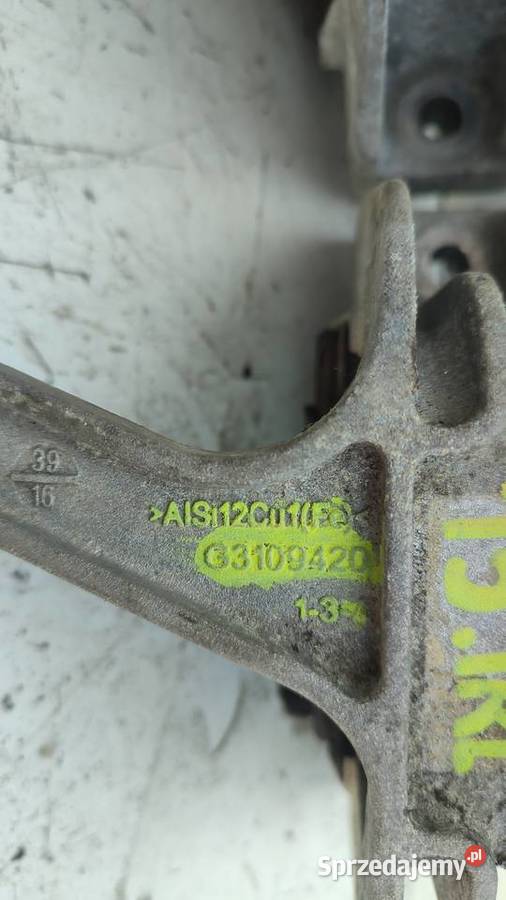 39
16
>AlSi12Cu1(Fe)<
G3109420
1-3
Sprzedajemy.pl